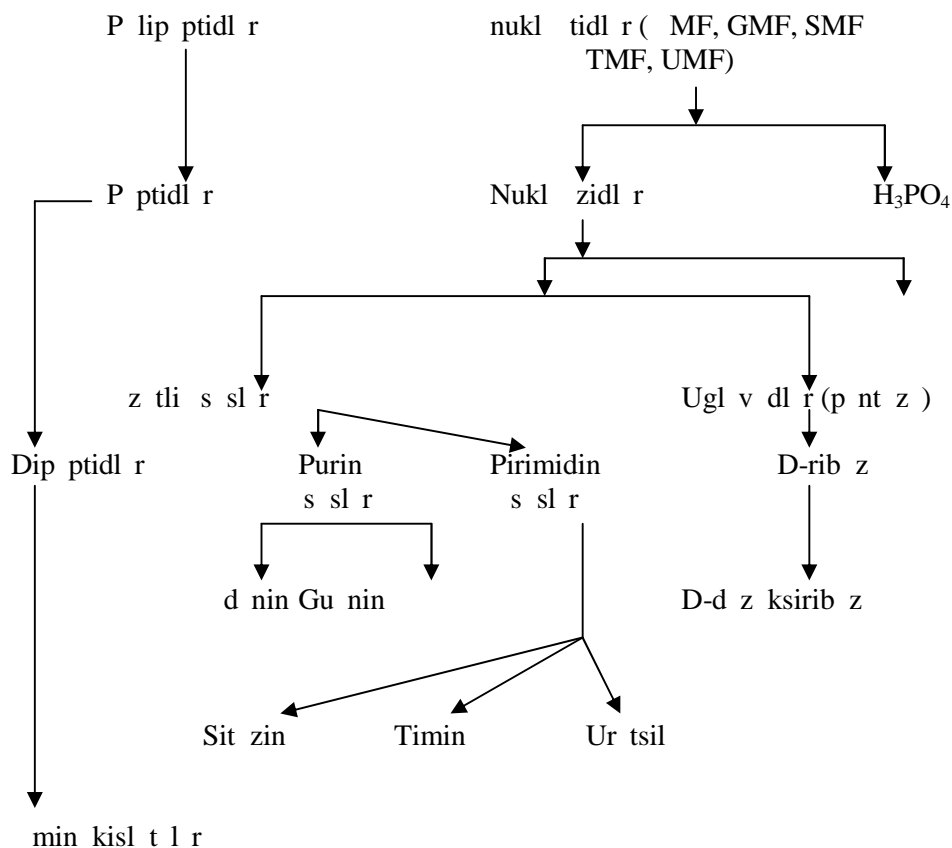 P lip ptidl r
nukl tidl r ( MF, GMF, SMF
TMF, UMF)
P ptidl r
Nukl zidl r
H₃PO₄
z tli s sl r
Ugl v dl r (p nt z )
Dip ptidl r
Purin
s sl r
Pirimidin
s sl r
D-rib z
d nin Gu nin
D-d z ksirib z
Sit zin
Timin
Ur tsil
min kisl t l r